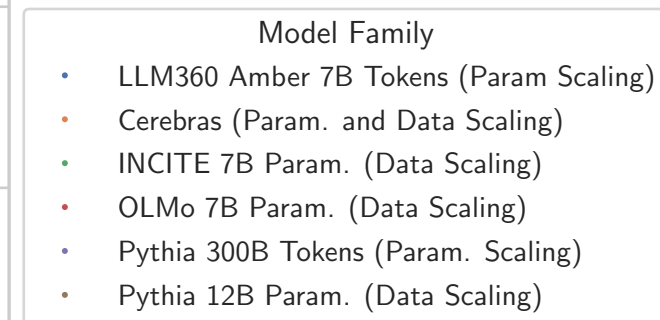 Model Family
LLM360 Amber 7B Tokens (Param Scaling)
Cerebras (Param. and Data Scaling)
INCITE 7B Param. (Data Scaling)
OLMo 7B Param. (Data Scaling)
Pythia 300B Tokens (Param. Scaling)
Pythia 12B Param. (Data Scaling)